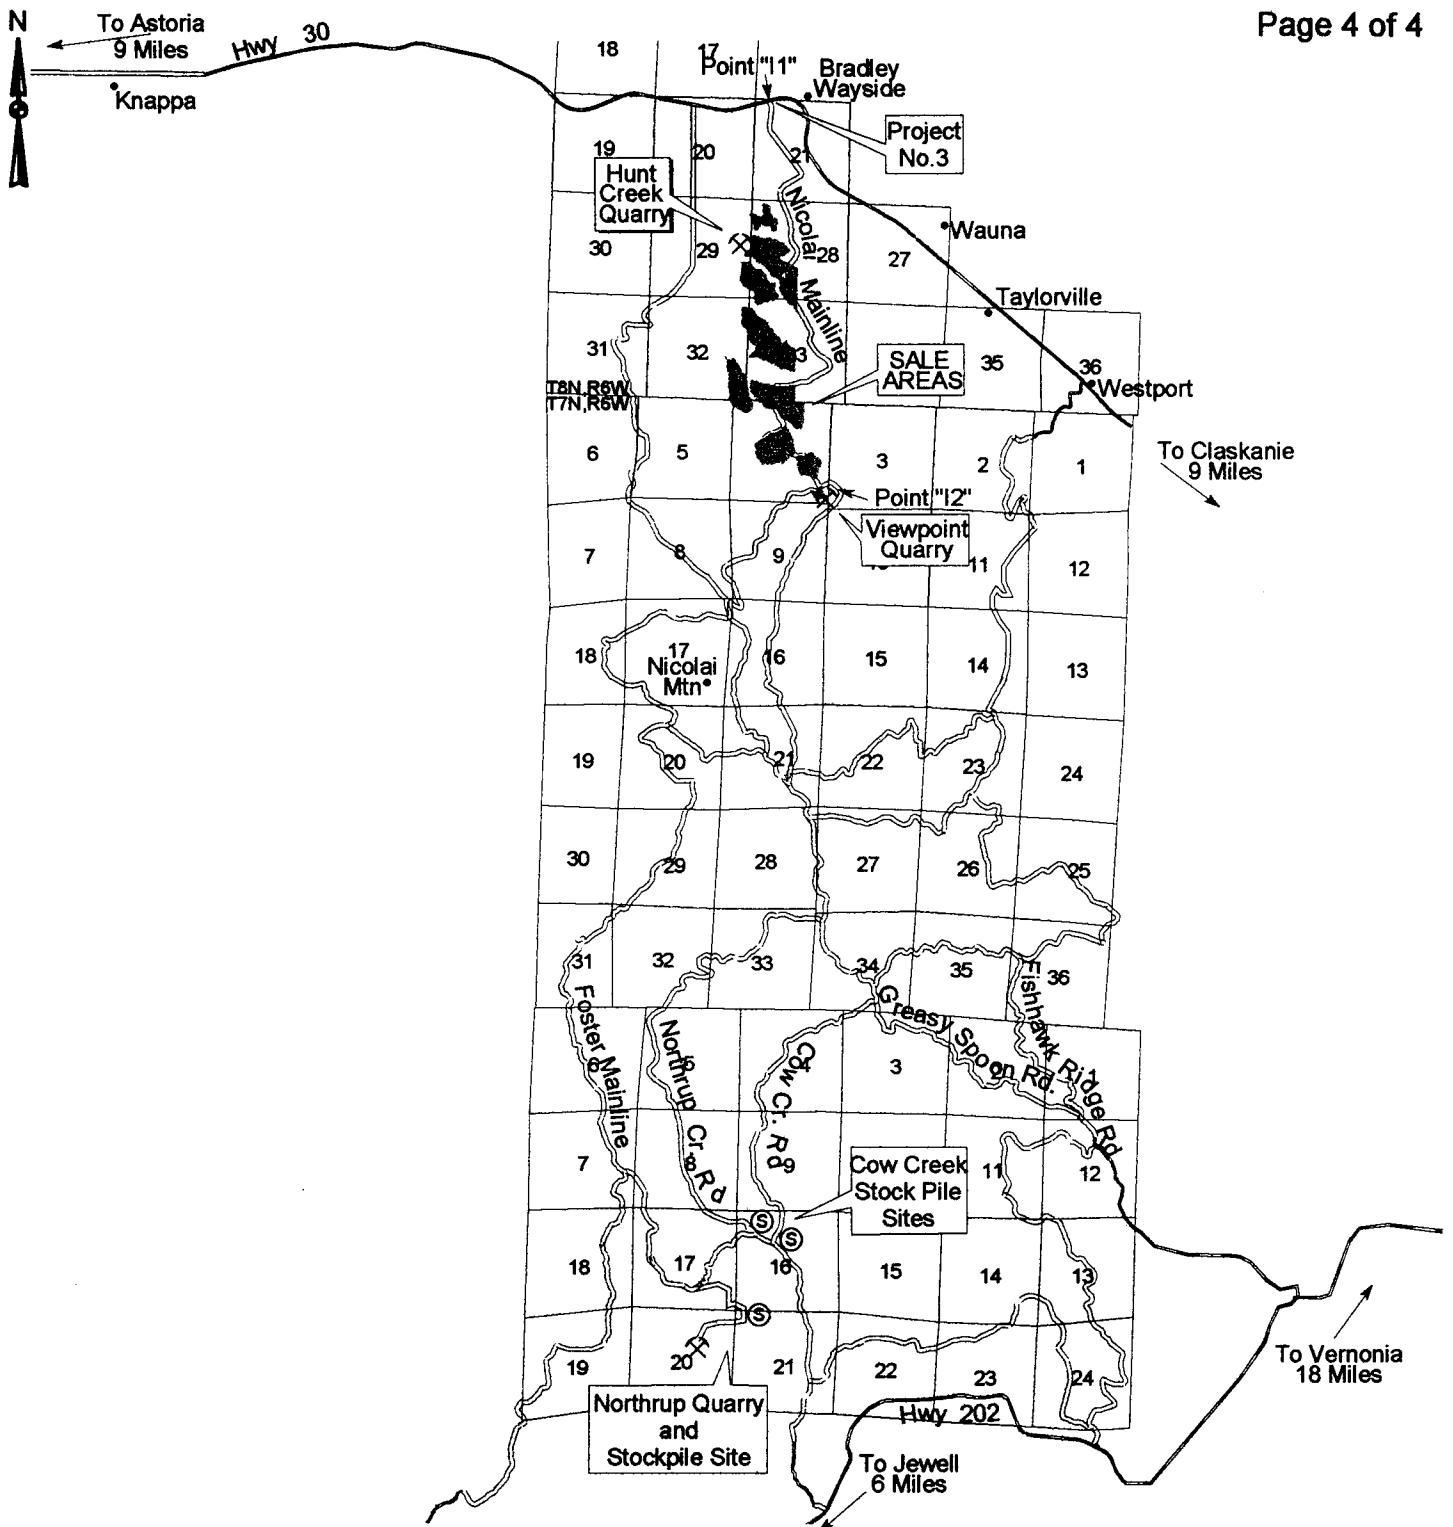 Page 4 of 4
N
To Astoria
9 Miles
Hwy 30
Knappa
18
17
Point "I1"
Bradley
Wayside
Project
No.3
19
20
21
Hunt
Creek
Quarry
Nicolai Mainline
Wauna
30
29
28
27
Taylorville
31
32
35
36
SALE
AREAS
Westport
T8N,R6W
T7N,R6W
6
5
3
2
1
To Claskanie
9 Miles
Point "I2"
Viewpoint
Quarry
7
8
9
11
12
18
17
16
15
14
13
Nicolai
Mtn
19
20
21
22
23
24
30
29
28
27
26
25
31
32
33
34
35
36
Foster Mainline
Northrup Cr. Rd
Cow Cr. Rd
Greasy Spoon Rd.
Fishhawk Ridge Rd
6
4
3
2
1
7
8
9
11
12
Cow Creek
Stock Pile
Sites
S
S
18
17
16
15
14
13
S
19
20
21
22
23
24
Northrup Quarry
and
Stockpile Site
Hwy 202
To Jewell
6 Miles
To Vernonia
18 Miles